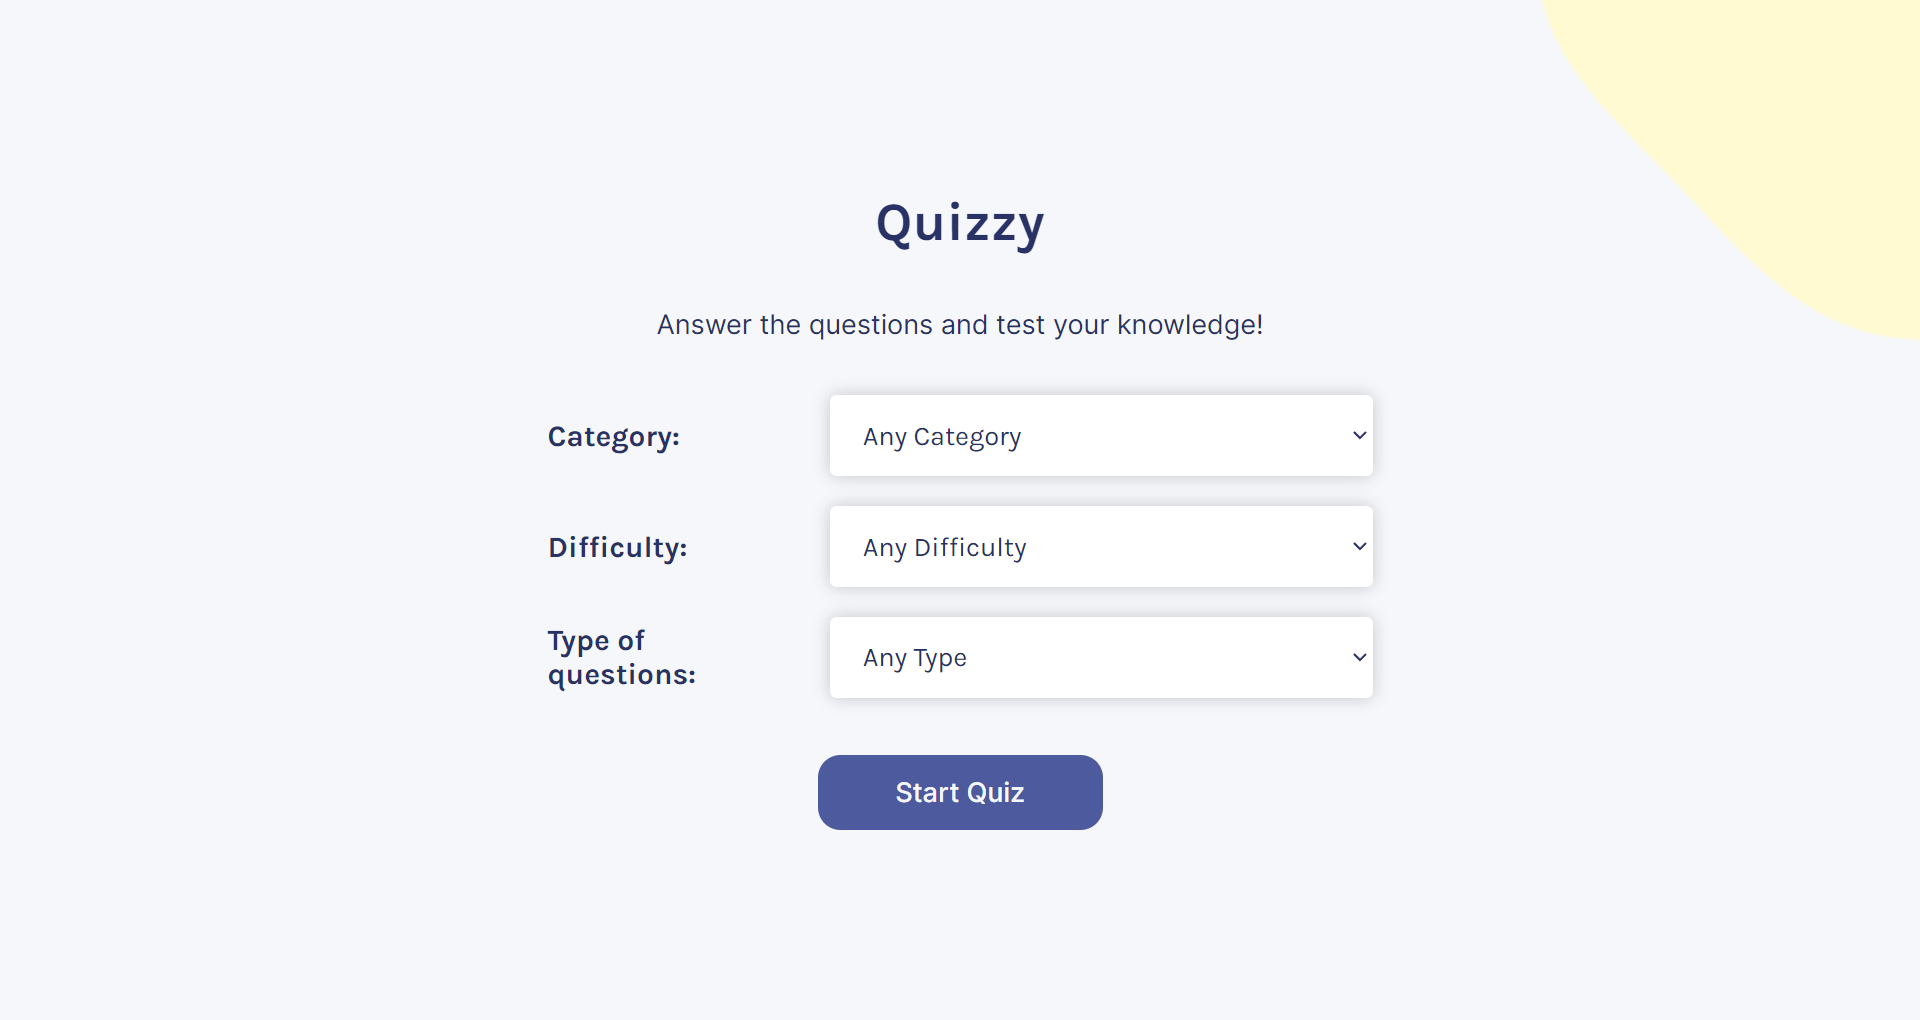 Quizzy
Answer the questions and test your knowledge!
Category:
Any Category
Difficulty:
Any Difficulty
Type of
questions:
Any Type
Start Quiz